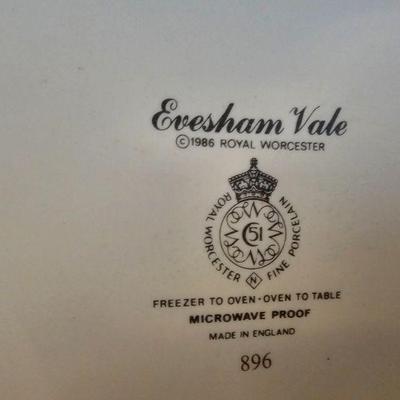 Evesham Vale
©1986 ROYAL WORCESTER
ROYAL WORCESTER FINE PORCELAIN
C51
N
FREEZER TO OVEN · OVEN TO TABLE
MICROWAVE PROOF
MADE IN ENGLAND
896